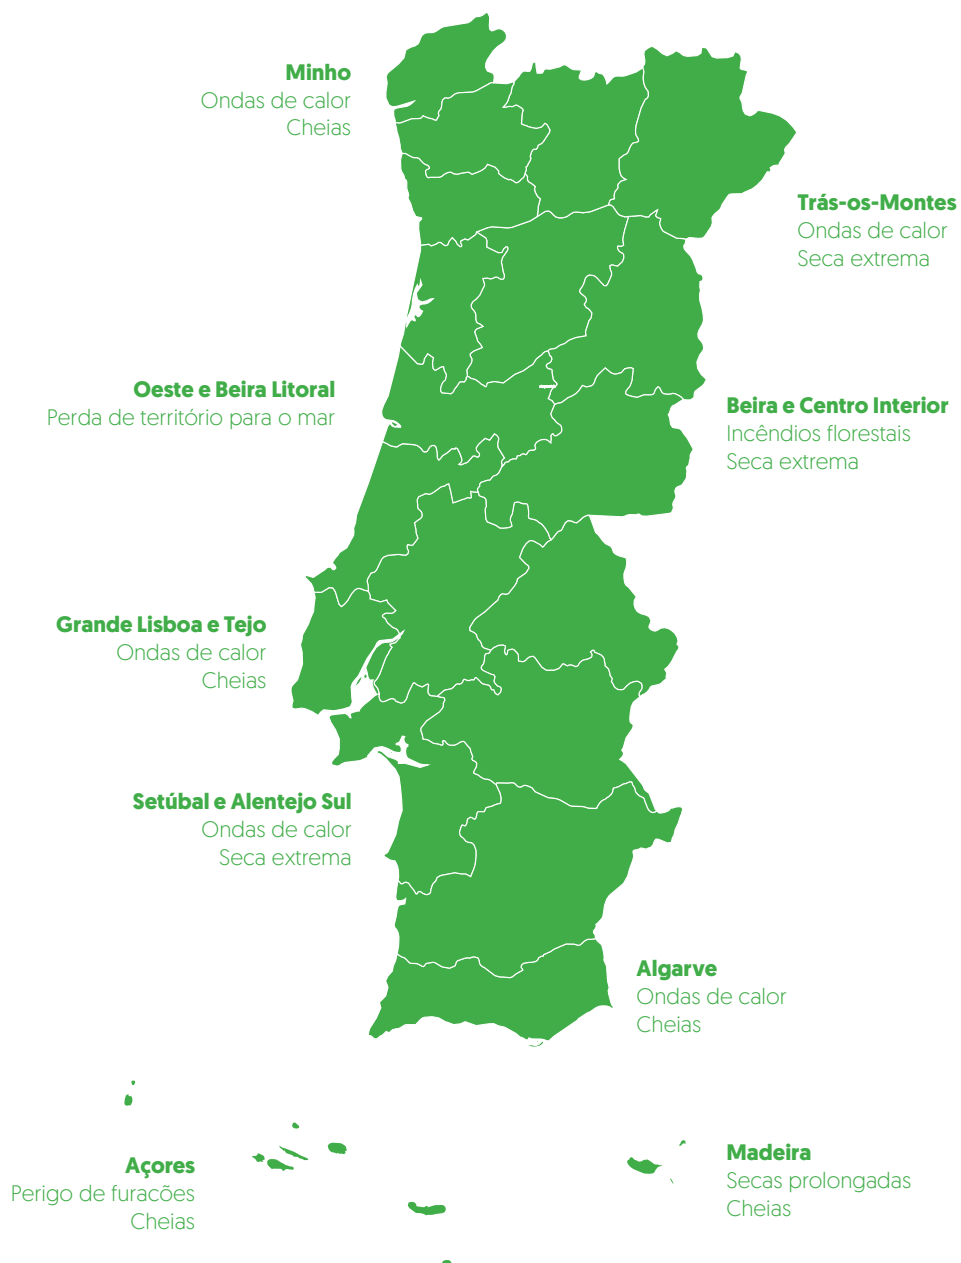 Minho
Ondas de calor
Cheias
Trás-os-Montes
Ondas de calor
Seca extrema
Oeste e Beira Litoral
Perda de território para o mar
Beira e Centro Interior
Incêndios florestais
Seca extrema
Grande Lisboa e Tejo
Ondas de calor
Cheias
Setúbal e Alentejo Sul
Ondas de calor
Seca extrema
Algarve
Ondas de calor
Cheias
Açores
Perigo de furacões
Cheias
Madeira
Secas prolongadas
Cheias